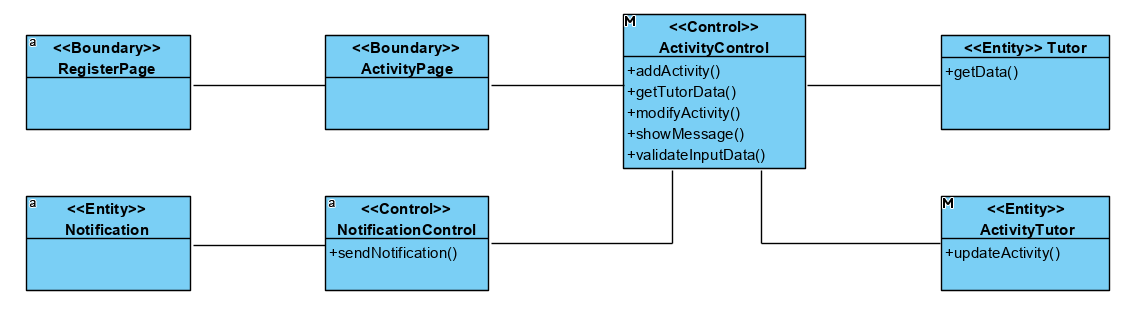 a
<<Boundary>>
RegisterPage
<<Boundary>>
ActivityPage
M
<<Control>>
ActivityControl
+addActivity()
+getTutorData()
+modifyActivity()
+showMessage()
+validateInputData()
<<Entity>> Tutor
+getData()
a
<<Entity>>
Notification
a
<<Control>>
NotificationControl
+sendNotification()
M
<<Entity>>
ActivityTutor
+updateActivity()